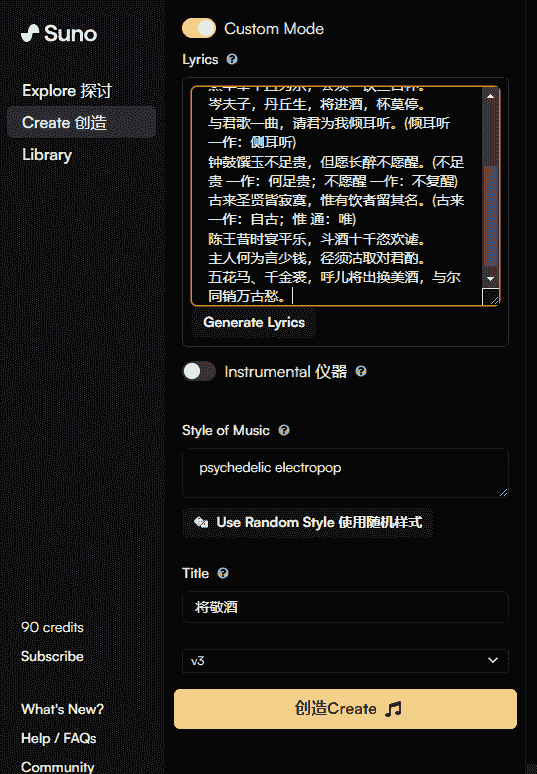 Suno
Explore 探讨
Create 创造
Library
90 credits
Subscribe
What's New?
Help / FAQs
Community
Custom Mode
Lyrics
岑夫子，丹丘生，将进酒，杯莫停。
与君歌一曲，请君为我倾耳听。(倾耳听
一作：侧耳听)
钟鼓馔玉不足贵，但愿长醉不愿醒。(不足
贵 一作：何足贵；不愿醒 一作：不复醒)
古来圣贤皆寂寞，惟有饮者留其名。(古来
一作：自古；惟 通：唯)
陈王昔时宴平乐，斗酒十千恣欢谑。
主人何为言少钱，径须沽取对君酌。
五花马、千金裘，呼儿将出换美酒，与尔
同销万古愁。
Generate Lyrics
Instrumental 仪器
Style of Music
psychedelic electropop
Use Random Style 使用随机样式
Title
将敬酒
v3
创造Create